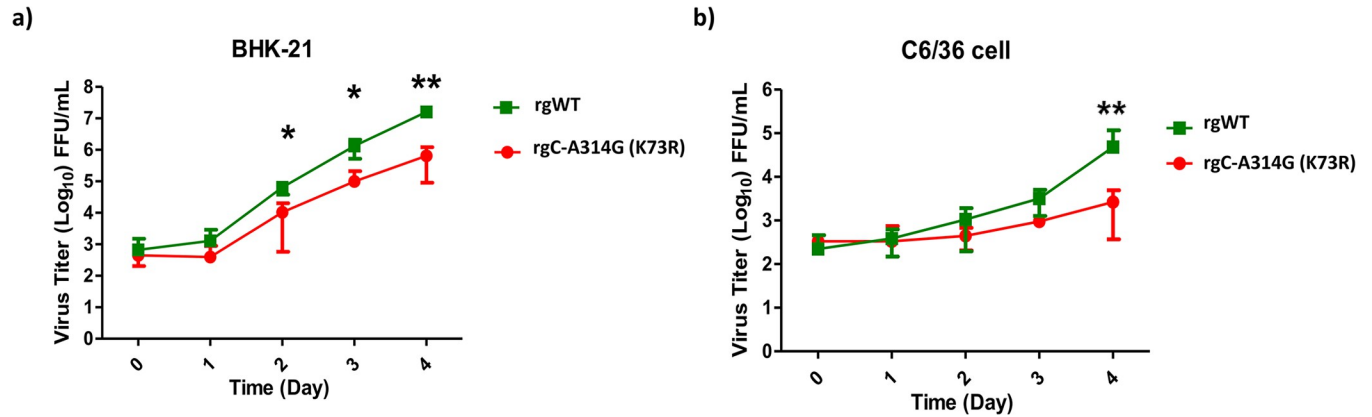 a)
BHK-21
Virus Titer (Log10) FFU/mL
8
7
6
5
4
3
2
1
0
*
*
**
0 1 2 3 4
Time (Day)
rgWT
rgC-A314G (K73R)
b)
C6/36 cell
Virus Titer (Log10) FFU/mL
6
5
4
3
2
1
0
**
0 1 2 3 4
Time (Day)
rgWT
rgC-A314G (K73R)